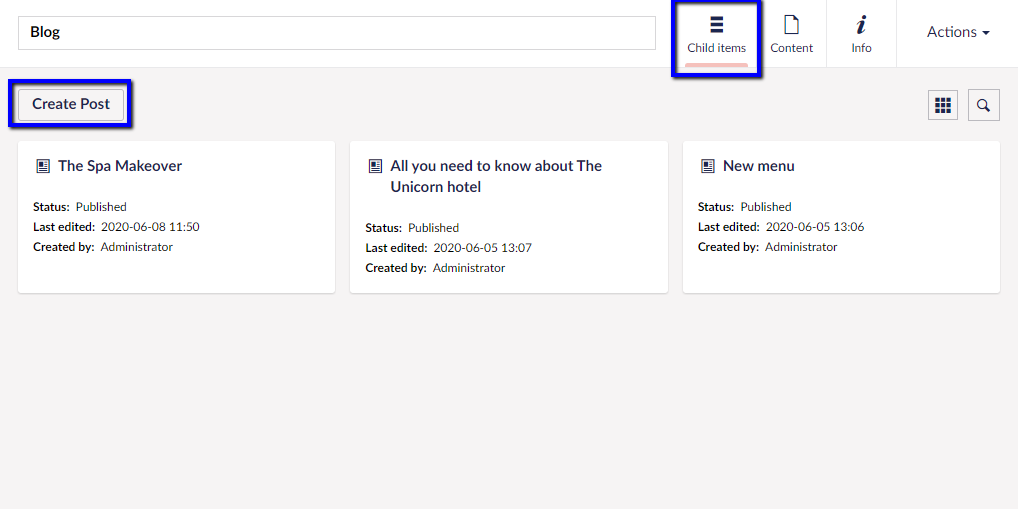 Blog
Child items
Content
Info
Actions
Create Post
The Spa Makeover
Status: Published
Last edited: 2020-06-08 11:50
Created by: Administrator
All you need to know about The
Unicorn hotel
Status: Published
Last edited: 2020-06-05 13:07
Created by: Administrator
New menu
Status: Published
Last edited: 2020-06-05 13:06
Created by: Administrator